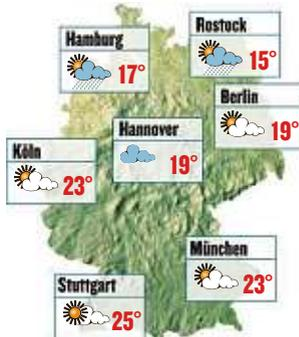 Rostock
15°
Hamburg
17°
Berlin
19°
Hannover
19°
Köln
23°
München
23°
Stuttgart
25°